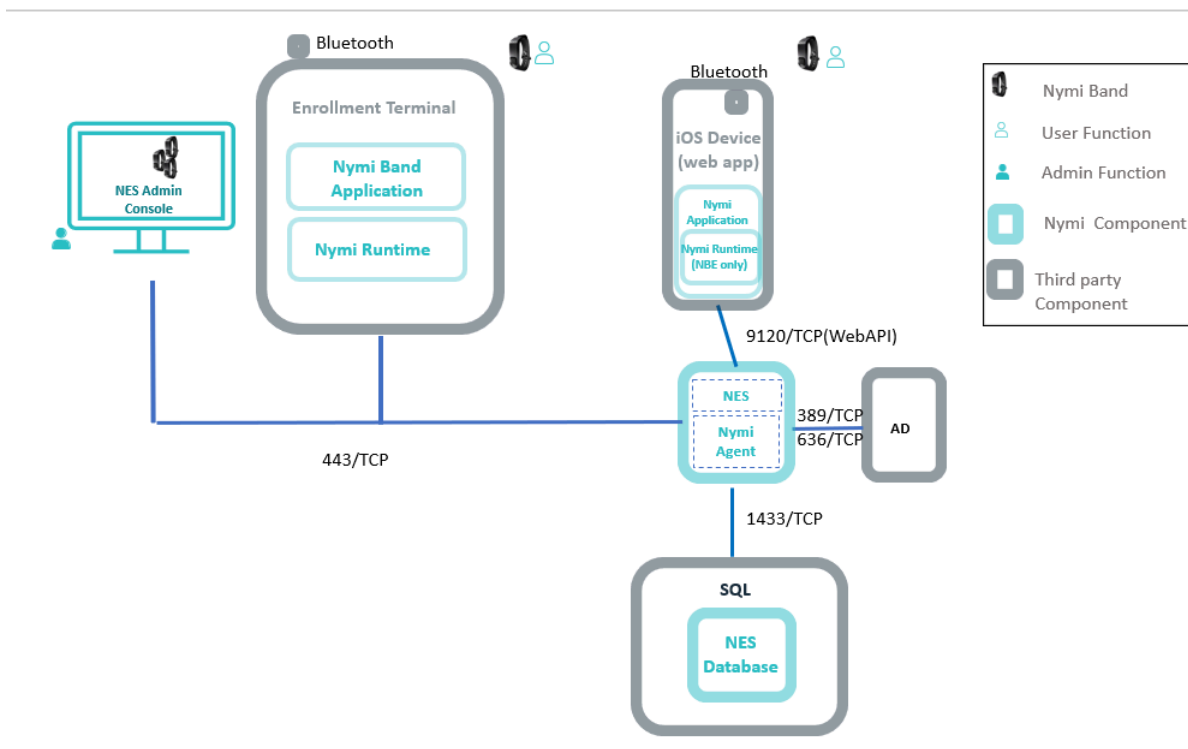 Bluetooth
Enrollment Terminal
Nymi Band
Application
Nymi Runtime
NES Admin
Console
Bluetooth
iOS Device
(web app)
Nymi
Application
Nymi Runtime
(NBE only)
9120/TCP(WebAPI)
NES
Nymi
Agent
389/TCP
636/TCP
AD
443/TCP
1433/TCP
SQL
NES
Database
Nymi Band
User Function
Admin Function
Nymi Component
Third party
Component